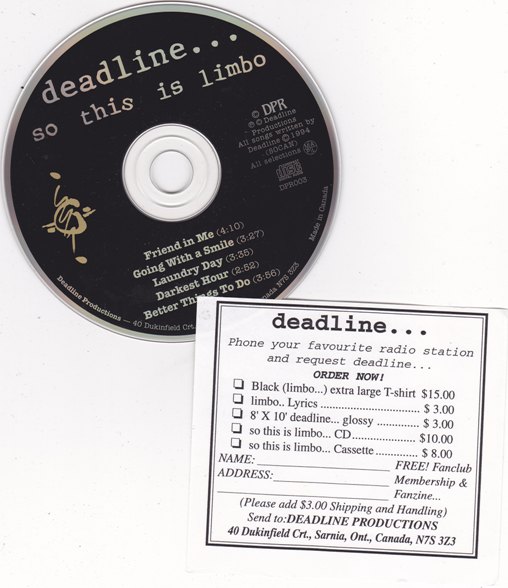 deadline...
so this is limbo
© DPR
℗ © Deadline
Productions
All songs written by
Deadline © 1994
(SOCAN)
All selections
DPR003
Made in Canada
Friend in Me (4:10)
Going With a Smile (3:27)
Laundry Day (3:35)
Darkest Hour (2:52)
Better Things To Do (3:56)
Deadline Productions — 40 Dukinfield Crt., Canada N7S 3Z3
deadline...
Phone your favourite radio station
and request deadline...
ORDER NOW!
Black (limbo...) extra large T-shirt $15.00
limbo.. Lyrics .................................. $ 3.00
8' X 10' deadline... glossy ............. $ 3.00
so this is limbo... CD.................... $10.00
so this is limbo... Cassette ............. $ 8.00
NAME: FREE! Fanclub
ADDRESS: Membership &
Fanzine...
(Please add $3.00 Shipping and Handling)
Send to:DEADLINE PRODUCTIONS
40 Dukinfield Crt., Sarnia, Ont., Canada, N7S 3Z3